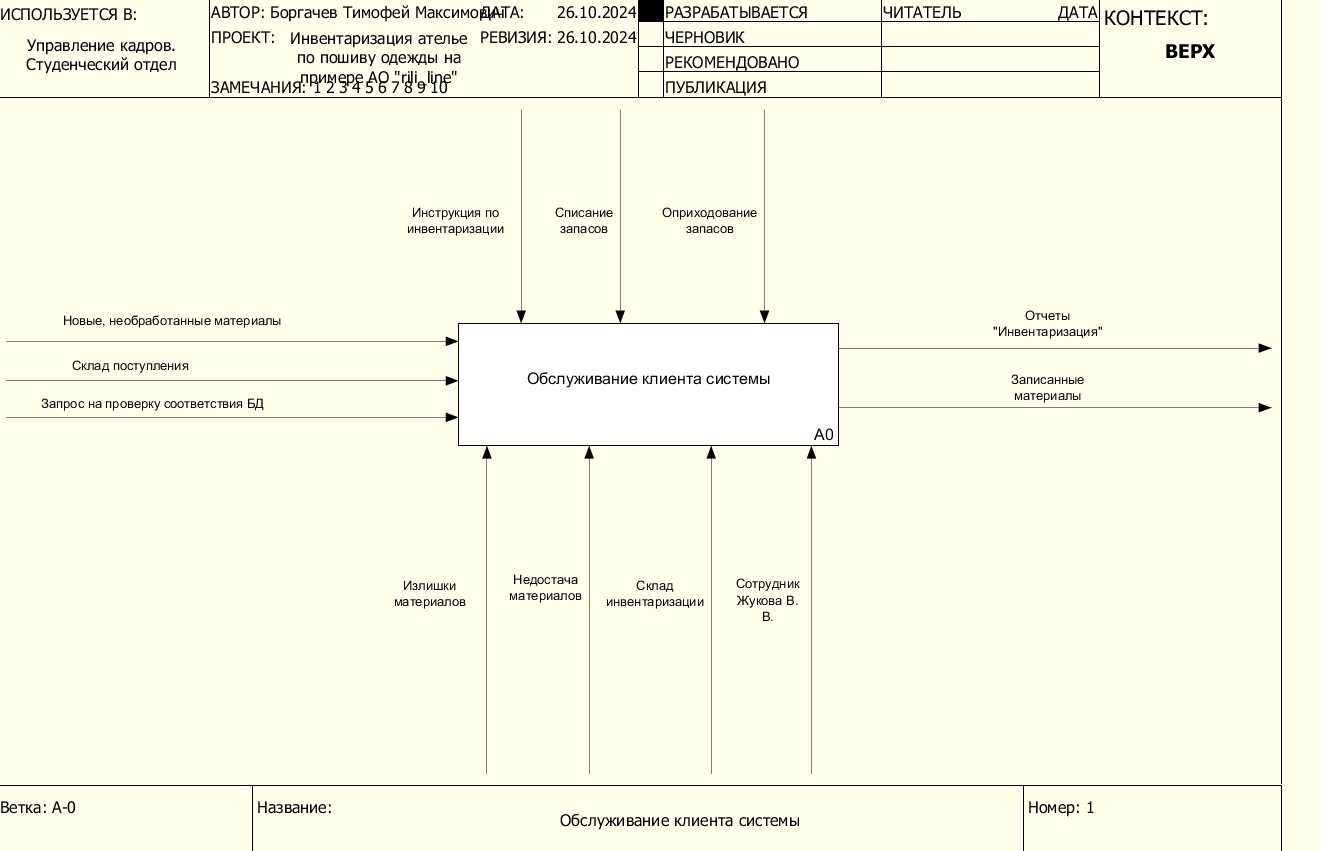 ИСПОЛЬЗУЕТСЯ В:
Управление кадров.
Студенческий отдел
АВТОР: Боргачев Тимофей Максимович
ДАТА: 26.10.2024
ПРОЕКТ: Инвентаризация ателье
по пошиву одежды на
примере АО "rili_line"
РЕВИЗИЯ: 26.10.2024
ЗАМЕЧАНИЯ: 1 2 3 4 5 6 7 8 9 10
РАЗРАБАТЫВАЕТСЯ
ЧЕРНОВИК
РЕКОМЕНДОВАНО
ПУБЛИКАЦИЯ
ЧИТАТЕЛЬ ДАТА
КОНТЕКСТ:
ВЕРХ
Инструкция по
инвентаризации
Списание
запасов
Оприходование
запасов
Новые, необработанные материалы
Склад поступления
Запрос на проверку соответствия БД
Обслуживание клиента системы
A0
Отчеты
"Инвентаризация"
Записанные
материалы
Излишки
материалов
Недостача
материалов
Склад
инвентаризации
Сотрудник
Жукова В.
В.
Ветка: A-0
Название:
Обслуживание клиента системы
Номер: 1